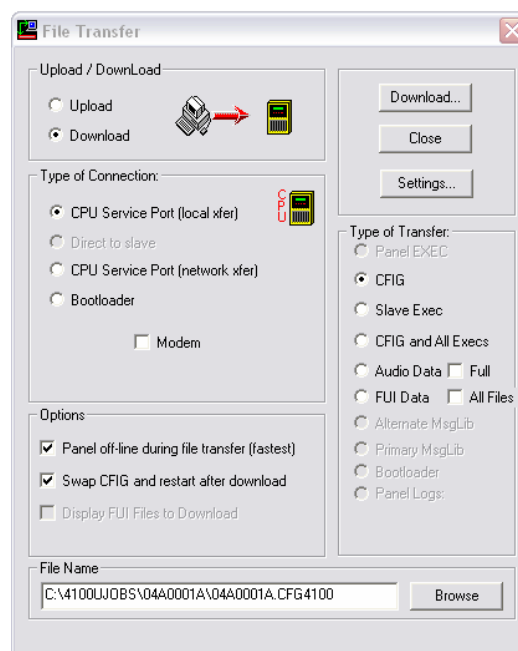 File Transfer
Upload / DownLoad
Upload
Download
Download...
Close
Settings...
Type of Connection:
CPU
CPU Service Port (local xfer)
Direct to slave
CPU Service Port (network xfer)
Bootloader
Modem
Type of Transfer:
Panel EXEC
CFIG
Slave Exec
CFIG and All Execs
Audio Data Full
FUI Data All Files
Alternate MsgLib
Primary MsgLib
Bootloader
Panel Logs:
Options
Panel off-line during file transfer (fastest)
Swap CFIG and restart after download
Display FUI Files to Download
File Name
C:\4100UJOBS\04A0001A\04A0001A.CFG4100
Browse